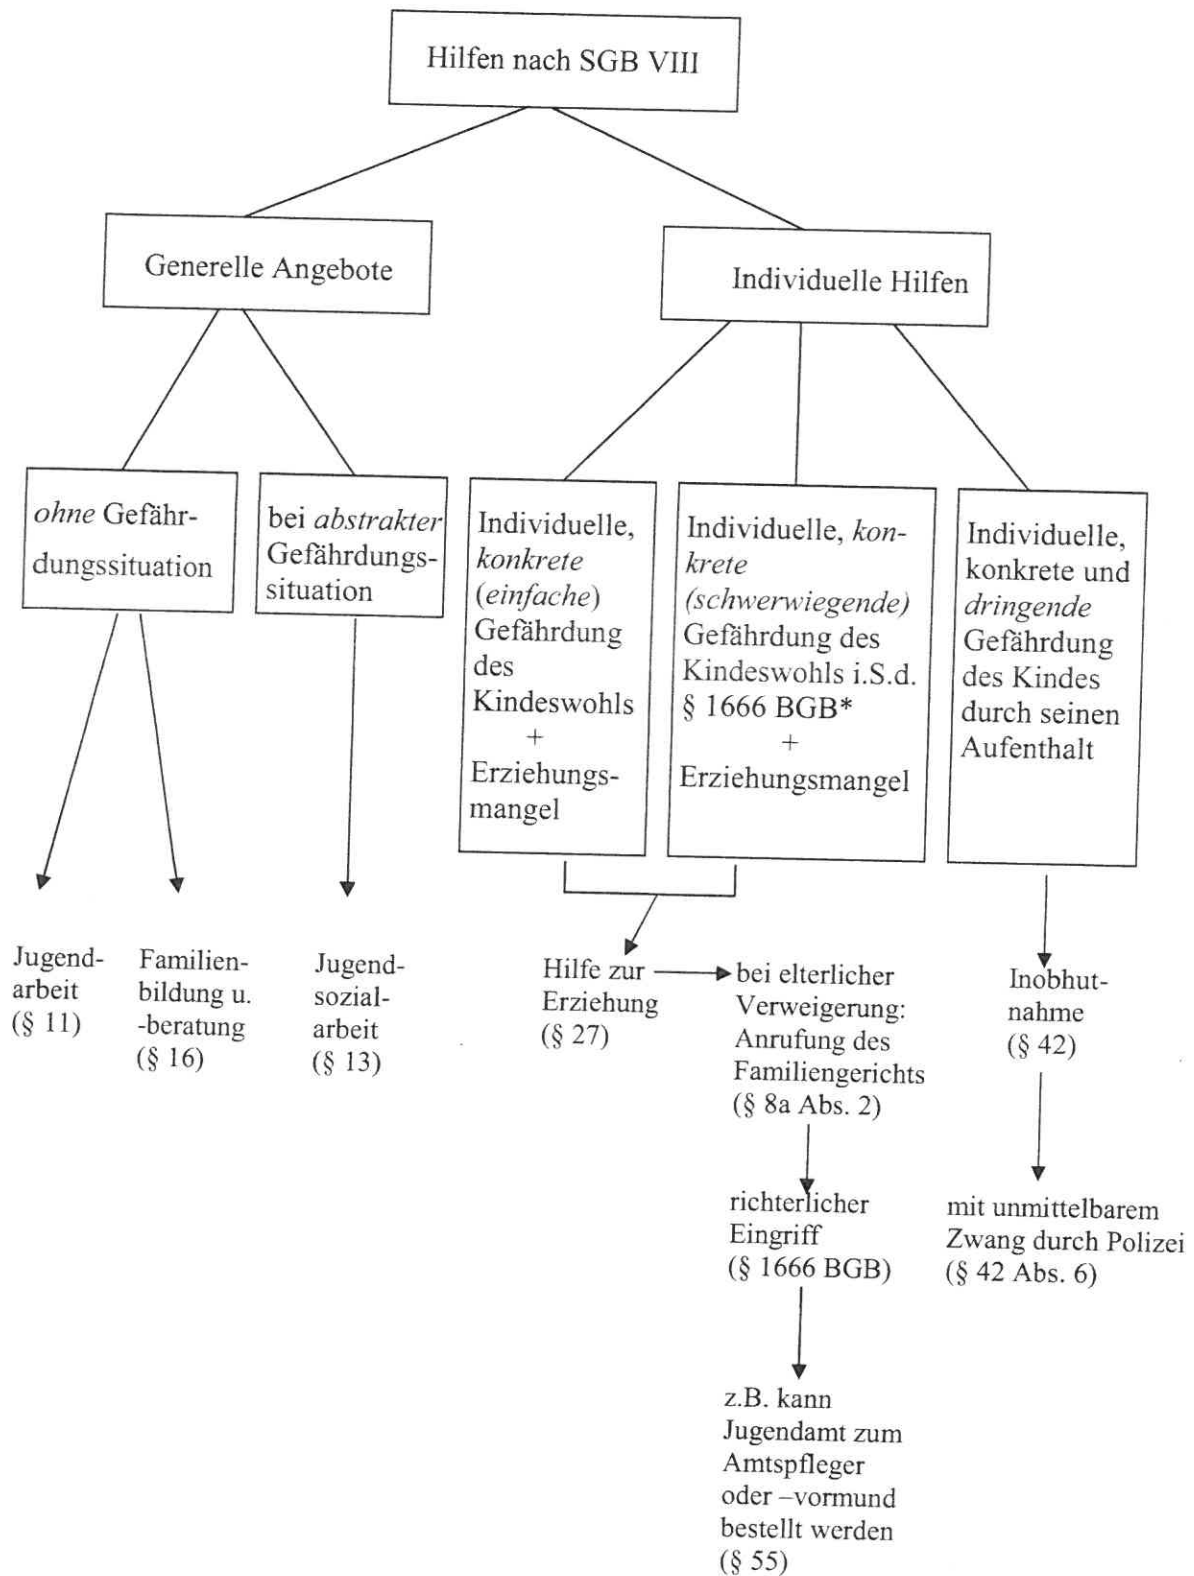 Hilfen nach SGB VIII
Generelle Angebote
Individuelle Hilfen
ohne Gefähr-
dungssituation
bei abstrakter
Gefährdungs-
situation
Individuelle,
konkrete
(einfache)
Gefährdung
des
Kindeswohls
+
Erziehungs-
mangel
Individuelle, kon-
krete
(schwerwiegende)
Gefährdung des
Kindeswohls i.S.d.
§ 1666 BGB*
+
Erziehungsmangel
Individuelle,
konkrete und
dringende
Gefährdung
des Kindes
durch seinen
Aufenthalt
Jugend-
arbeit
(§ 11)
Familien-
bildung u.
-beratung
(§ 16)
Jugend-
sozial-
arbeit
(§ 13)
Hilfe zur
Erziehung
(§ 27)
bei elterlicher
Verweigerung:
Anrufung des
Familiengerichts
(§ 8a Abs. 2)
Inobhut-
nahme
(§ 42)
richterlicher
Eingriff
(§ 1666 BGB)
mit unmittelbarem
Zwang durch Polizei
(§ 42 Abs. 6)
z.B. kann
Jugendamt zum
Amtspfleger
oder –vormund
bestellt werden
(§ 55)